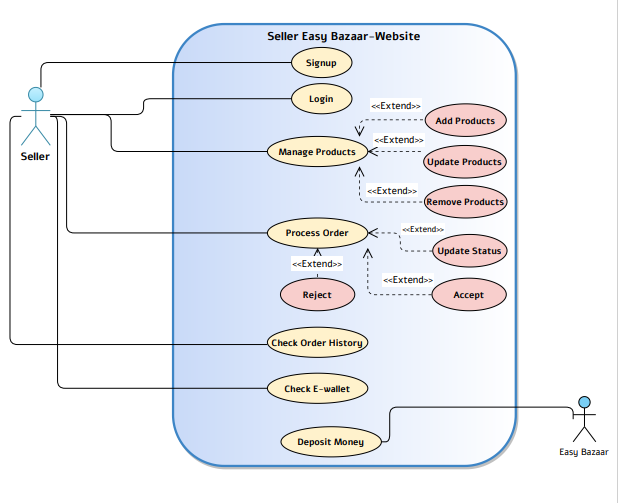 Seller Easy Bazaar-Website
Signup
Login
<<Extend>>
Add Products
<<Extend>>
Manage Products
Update Products
<<Extend>>
Remove Products
Seller
Process Order
<<Extend>>
Update Status
<<Extend>>
<<Extend>>
Reject
Accept
Check Order History
Check E-wallet
Deposit Money
Easy Bazaar